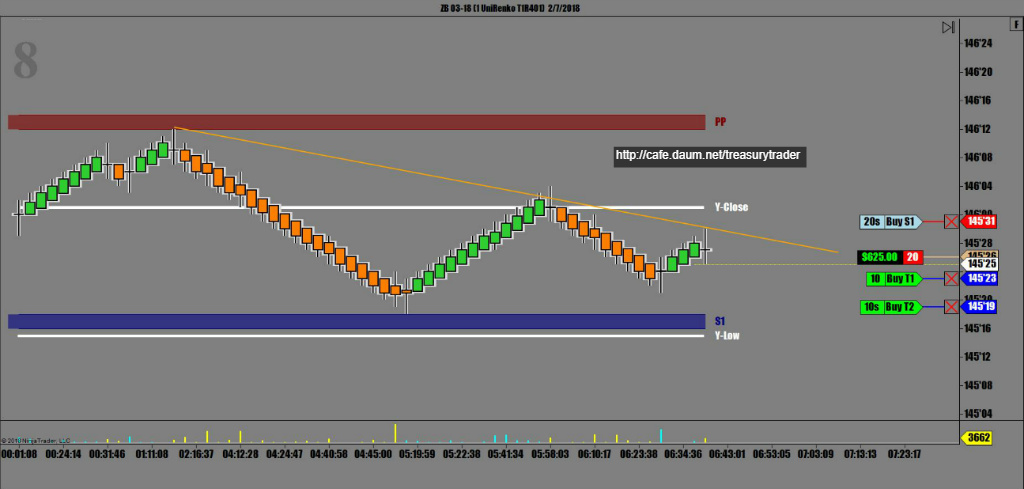 ZB 03-18 (1 UniRenko T1R401) 2/7/2018
F
8
146'24
146'20
146'16
146'12
146'08
146'04
146'00
145'28
145'20
145'16
145'12
145'08
145'04
PP
http://cafe.daum.net/treasurytrader
Y-Close
20s Buy S1 145'31
$625.00 20 145'26
145'25
10 Buy T1 145'23
10s Buy T2 145'19
S1
Y-Low
© 2018 NinjaTrader, LLC
3662
00:01:08 00:24:14 00:31:46 01:11:08 02:16:37 04:12:28 04:24:47 04:40:58 04:45:00 05:19:59 05:22:38 05:41:34 05:58:03 06:10:17 06:23:38 06:34:36 06:43:01 06:53:05 07:03:09 07:13:13 07:23:17